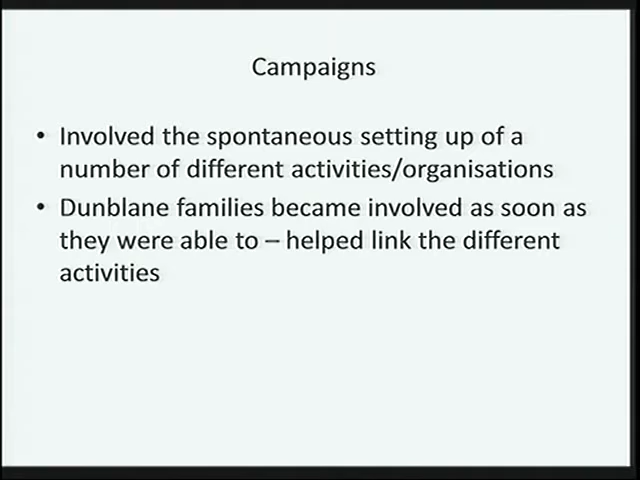 Campaigns
• Involved the spontaneous setting up of a
number of different activities/organisations
• Dunblane families became involved as soon as
they were able to – helped link the different
activities